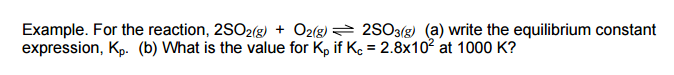 Example. For the reaction, 2SO₂(g) + O₂(g) ⇌ 2SO₃(g) (a) write the equilibrium constant
expression, Kₚ. (b) What is the value for Kₚ if K꜀ = 2.8x10² at 1000 K?